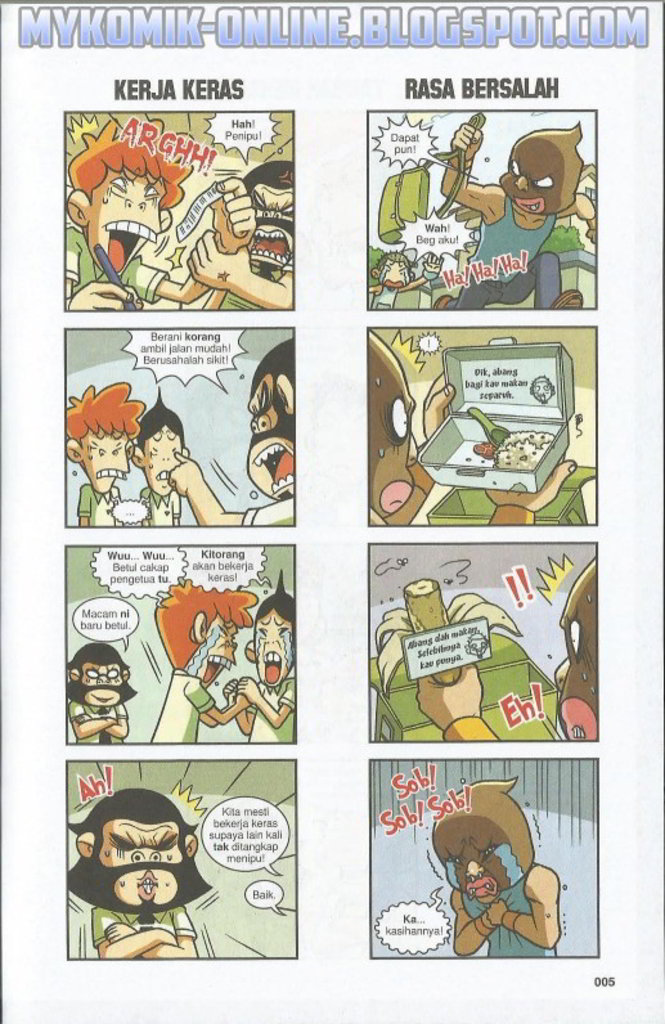 MYKOMIK-ONLINE.BLOGSPOT.COM
KERJA KERAS
ARGHH!
Hah!
Penipu!
Berani korang
ambil jalan mudah!
Berusahalah sikit!
...
Wuu... Wuu...
Betul cakap
pengetua tu.
Kitorang
akan bekerja
keras!
Macam ni
baru betul.
Ah!
Kita mesti
bekerja keras
supaya lain kali
tak ditangkap
menipu!
Baik.
RASA BERSALAH
Dapat
pun!
Wah!
Beg aku!
Ha! Ha! Ha!
!
Dik, abang
bagi kau makan
separuh.
!!
Abang dah makan.
Selebihnya
kau punya.
Eh!
Sob!
Sob! Sob!
Ka...
kasihannya!
005